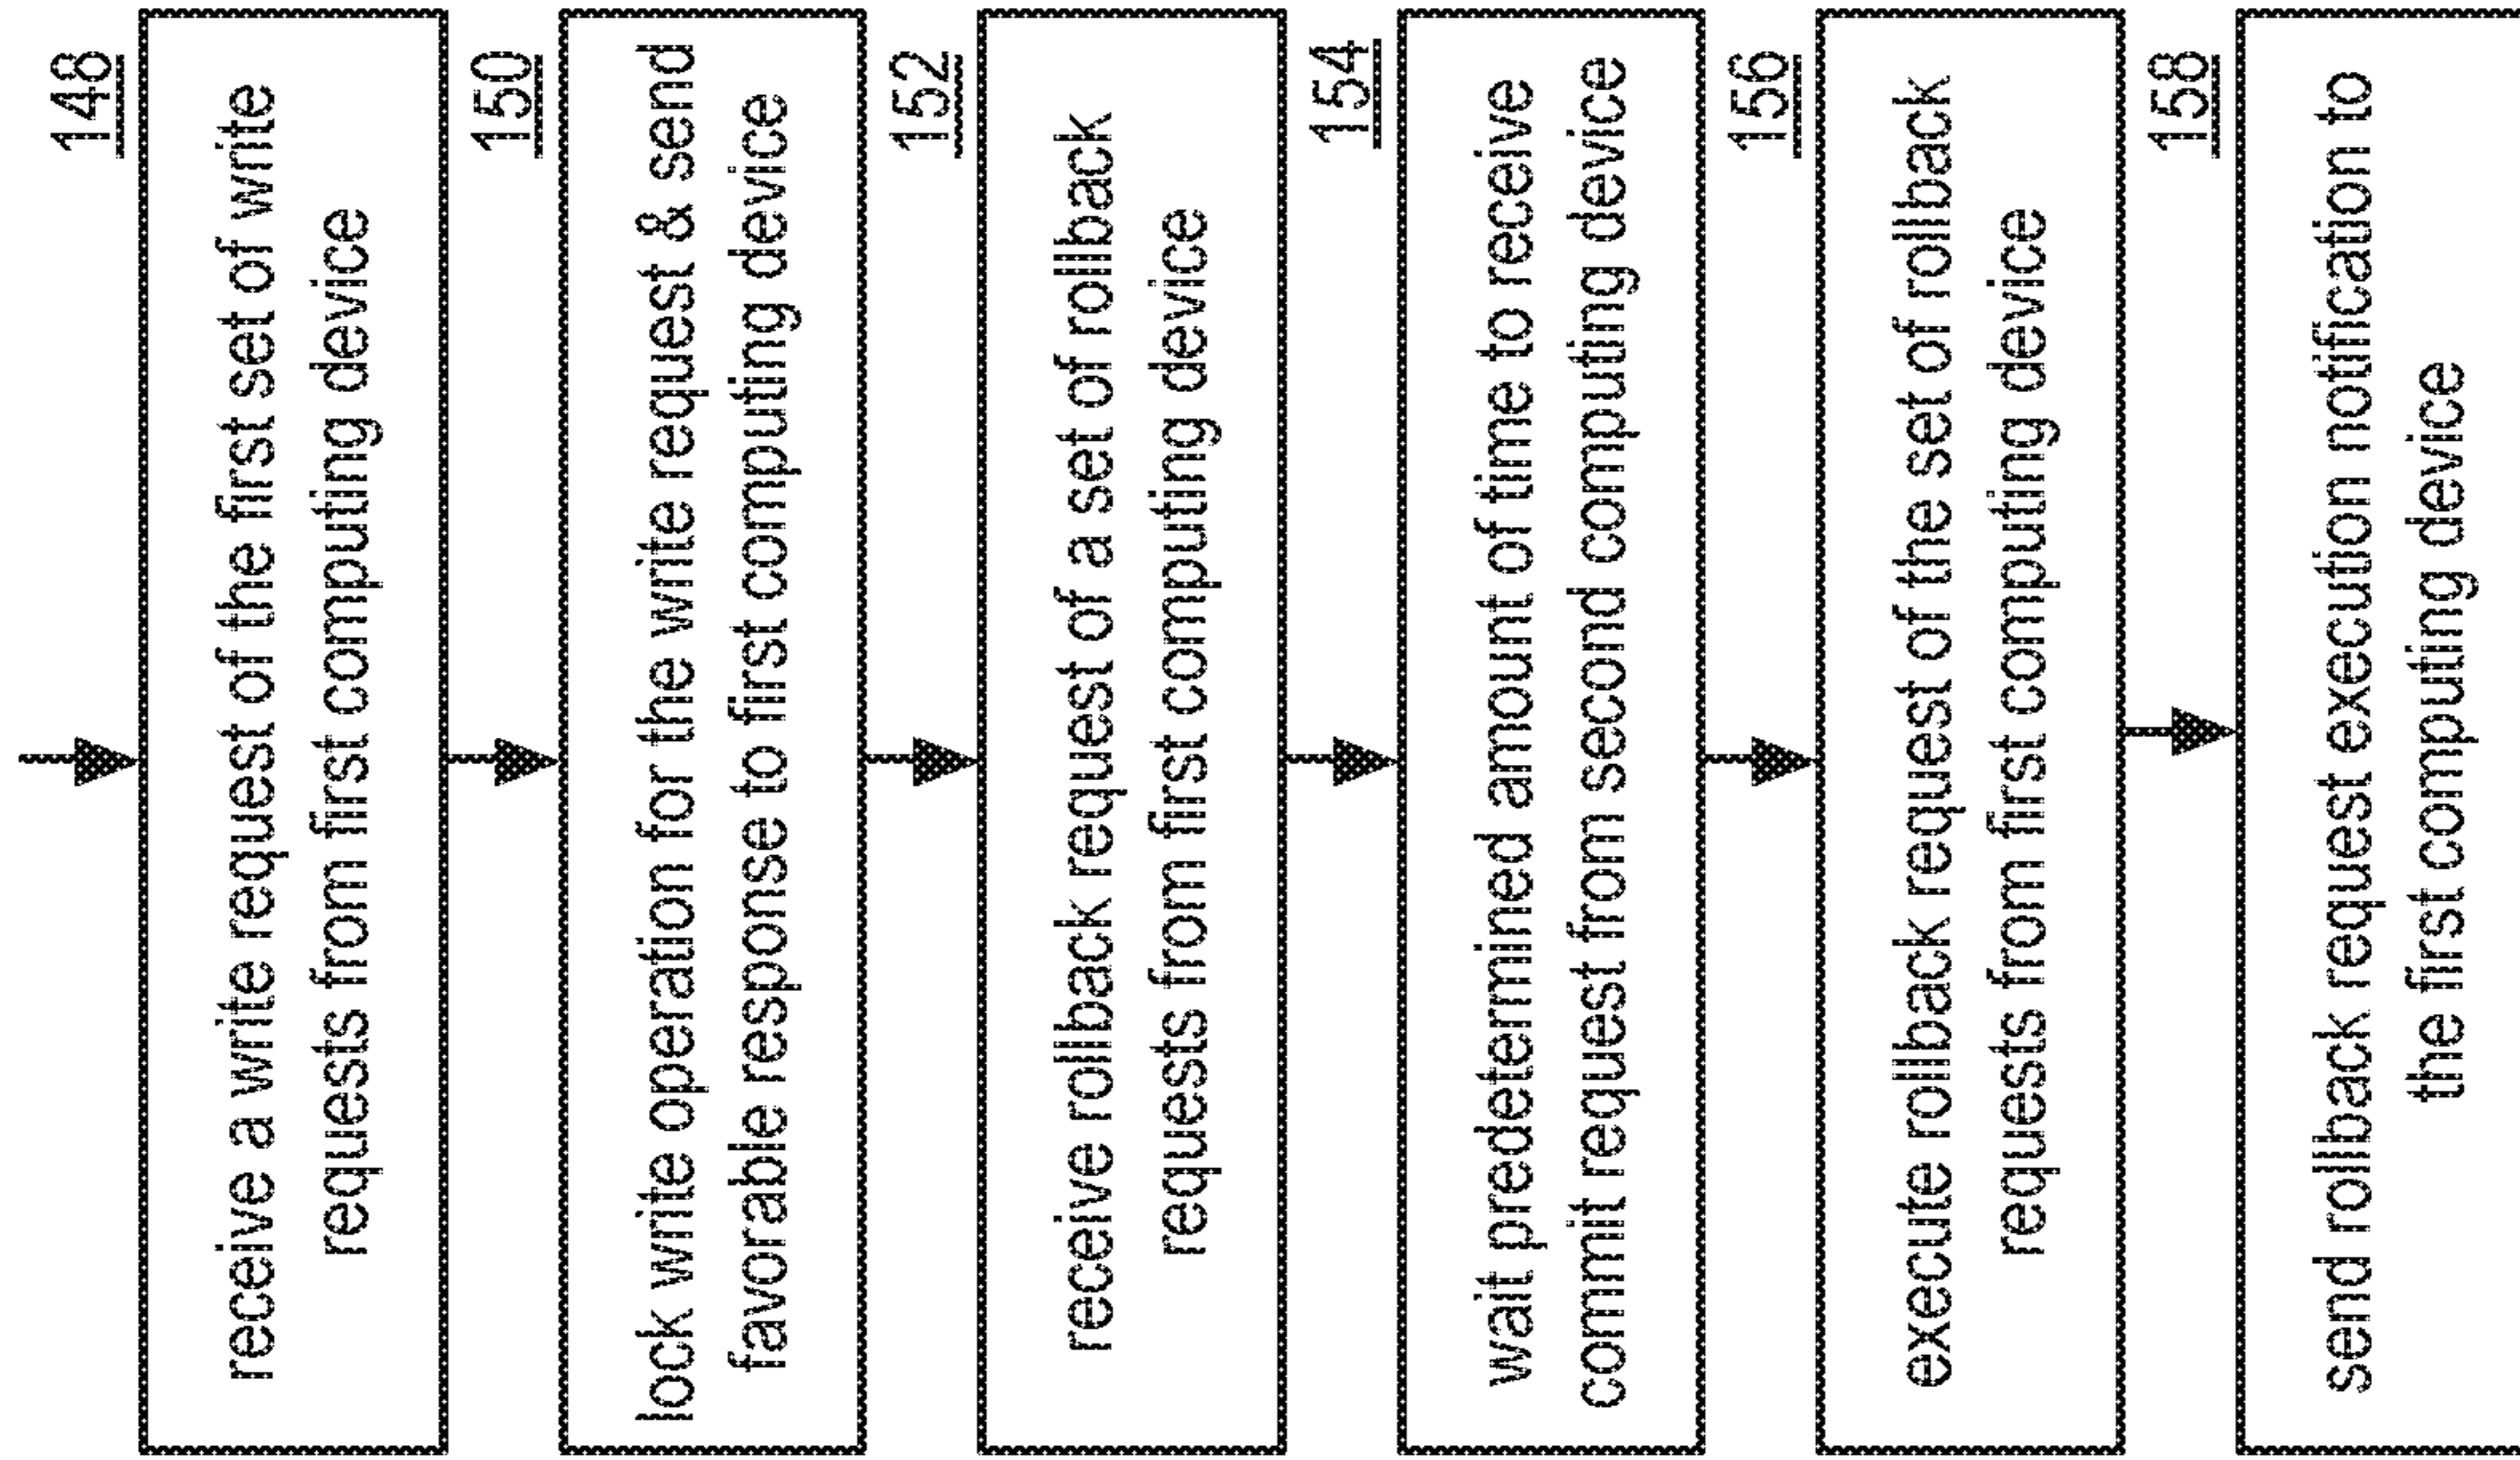 148
receive a write request of the first set of write
requests from first computing device
150
lock write operation for the write request & send
favorable response to first computing device
152
receive rollback request of a set of rollback
requests from first computing device
154
wait predetermined amount of time to receive
commit request from second computing device
156
execute rollback request of the set of rollback
requests from first computing device
158
send rollback request execution notification to
the first computing device